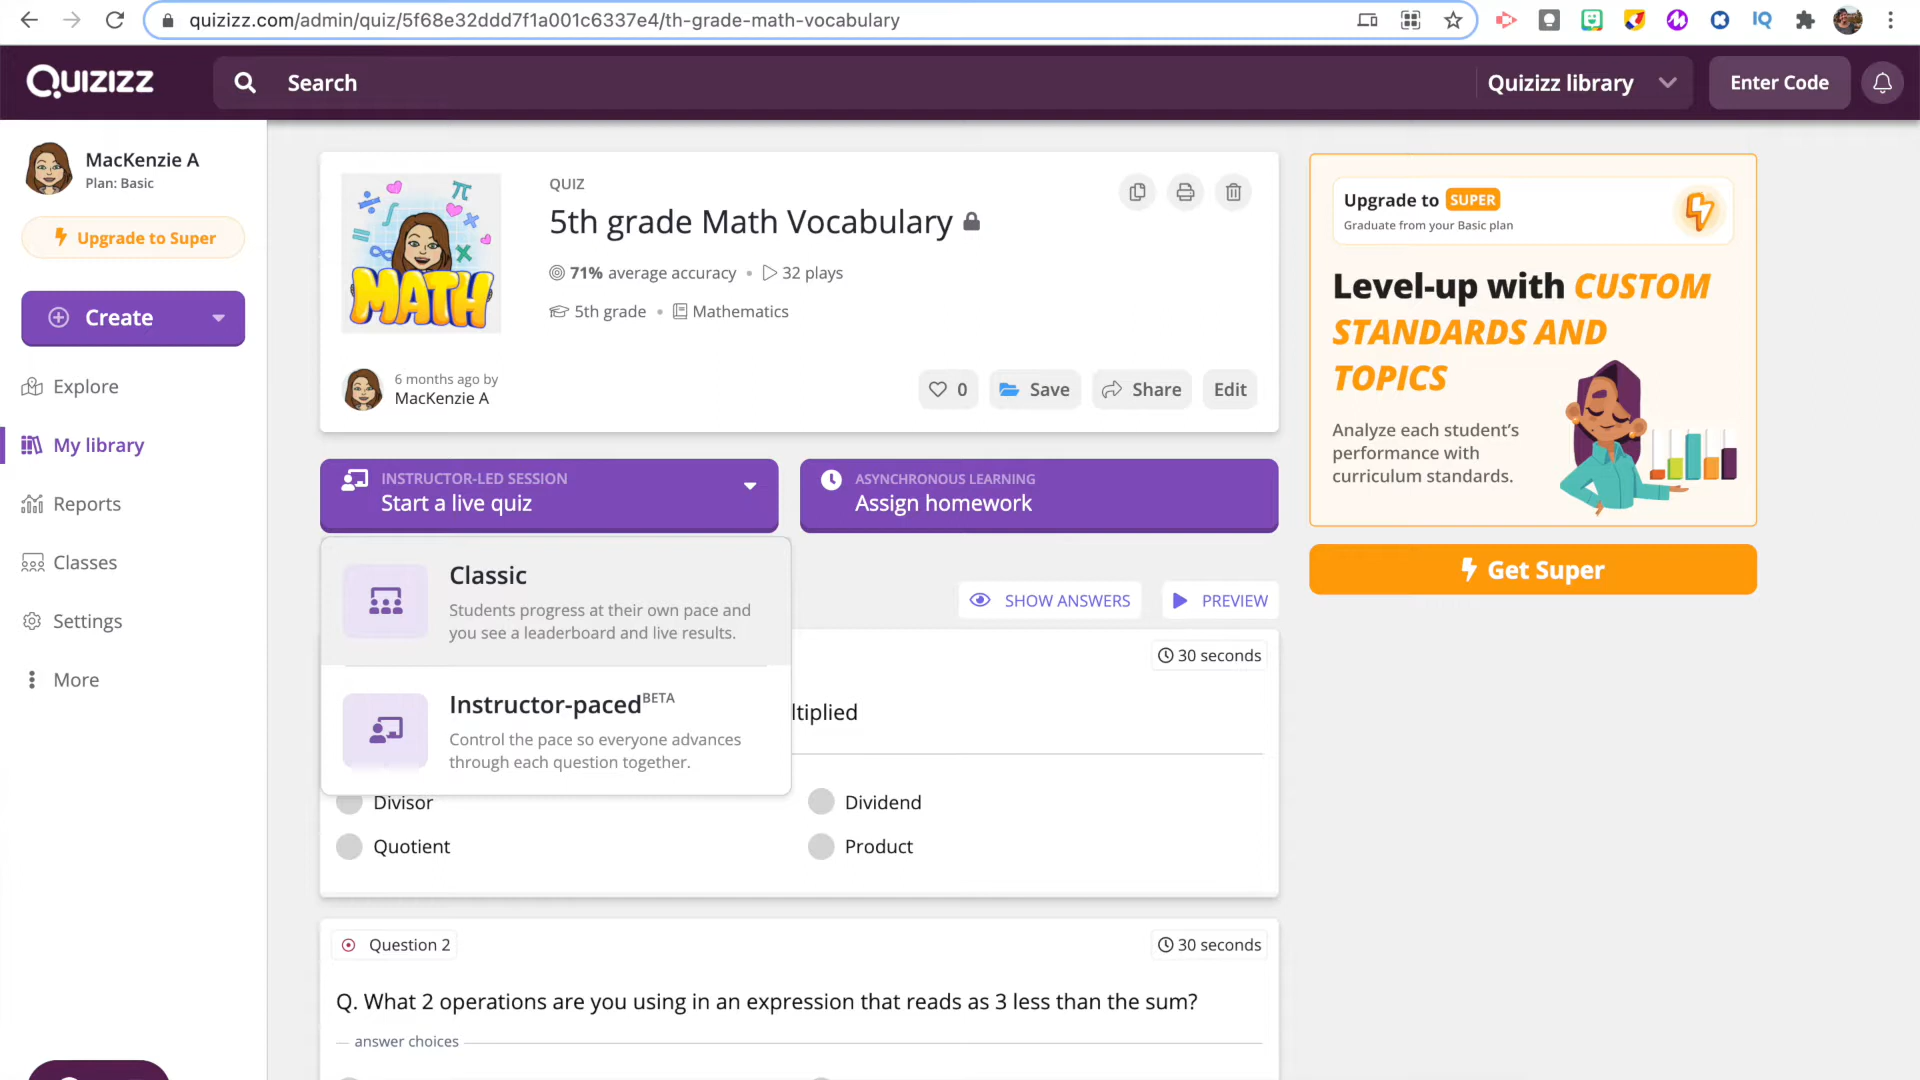 quizizz.com/admin/quiz/5f68e32ddd7f1a001c6337e4/th-grade-math-vocabulary
Quizizz
Search
Quizizz library
Enter Code
MacKenzie A
Plan: Basic
Upgrade to Super
Create
Explore
My library
Reports
Classes
Settings
More
MATH
QUIZ
5th grade Math Vocabulary
71% average accuracy • 32 plays
5th grade • Mathematics
6 months ago by
MacKenzie A
0
Save
Share
Edit
INSTRUCTOR-LED SESSION
Start a live quiz
ASYNCHRONOUS LEARNING
Assign homework
Classic
Students progress at their own pace and
you see a leaderboard and live results.
Instructor-paced BETA
Control the pace so everyone advances
through each question together.
SHOW ANSWERS
PREVIEW
30 seconds
ltiplied
Divisor
Dividend
Quotient
Product
Question 2
30 seconds
Q. What 2 operations are you using in an expression that reads as 3 less than the sum?
answer choices
Upgrade to SUPER
Graduate from your Basic plan
Level-up with CUSTOM
STANDARDS AND
TOPICS
Analyze each student's
performance with
curriculum standards.
Get Super